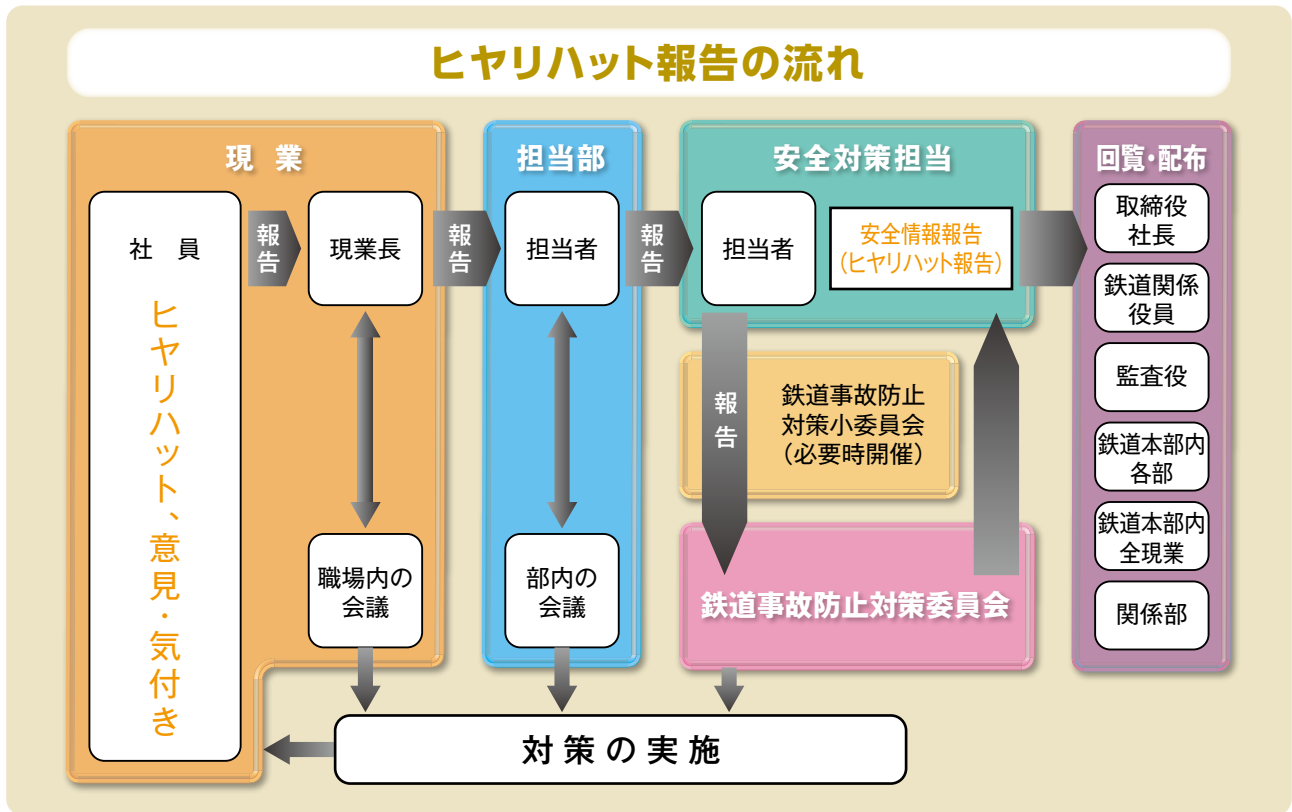 ヒヤリハット報告の流れ
現 業
社 員
ヒヤリハット、意見・気付き
報告
現業長
職場内の
会議
報告
担当部
担当者
部内の
会議
報告
安全対策担当
担当者
安全情報報告
（ヒヤリハット報告）
報告
鉄道事故防止
対策小委員会
（必要時開催）
鉄道事故防止対策委員会
回覧・配布
取締役
社長
鉄道関係
役員
監査役
鉄道本部内
各部
鉄道本部内
全現業
関係部
対策の実施